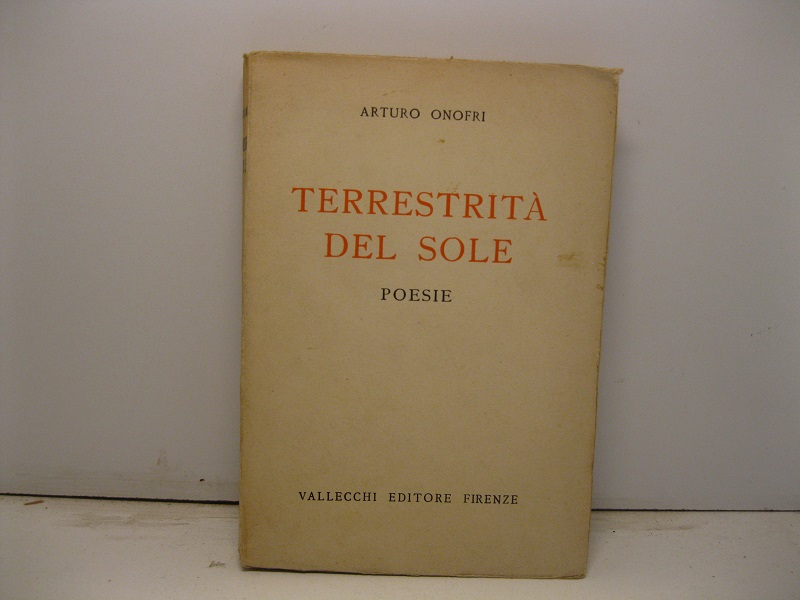 ARTURO ONOFRI
TERRESTRITÀ
DEL SOLE
POESIE
VALLECCHI EDITORE FIRENZE